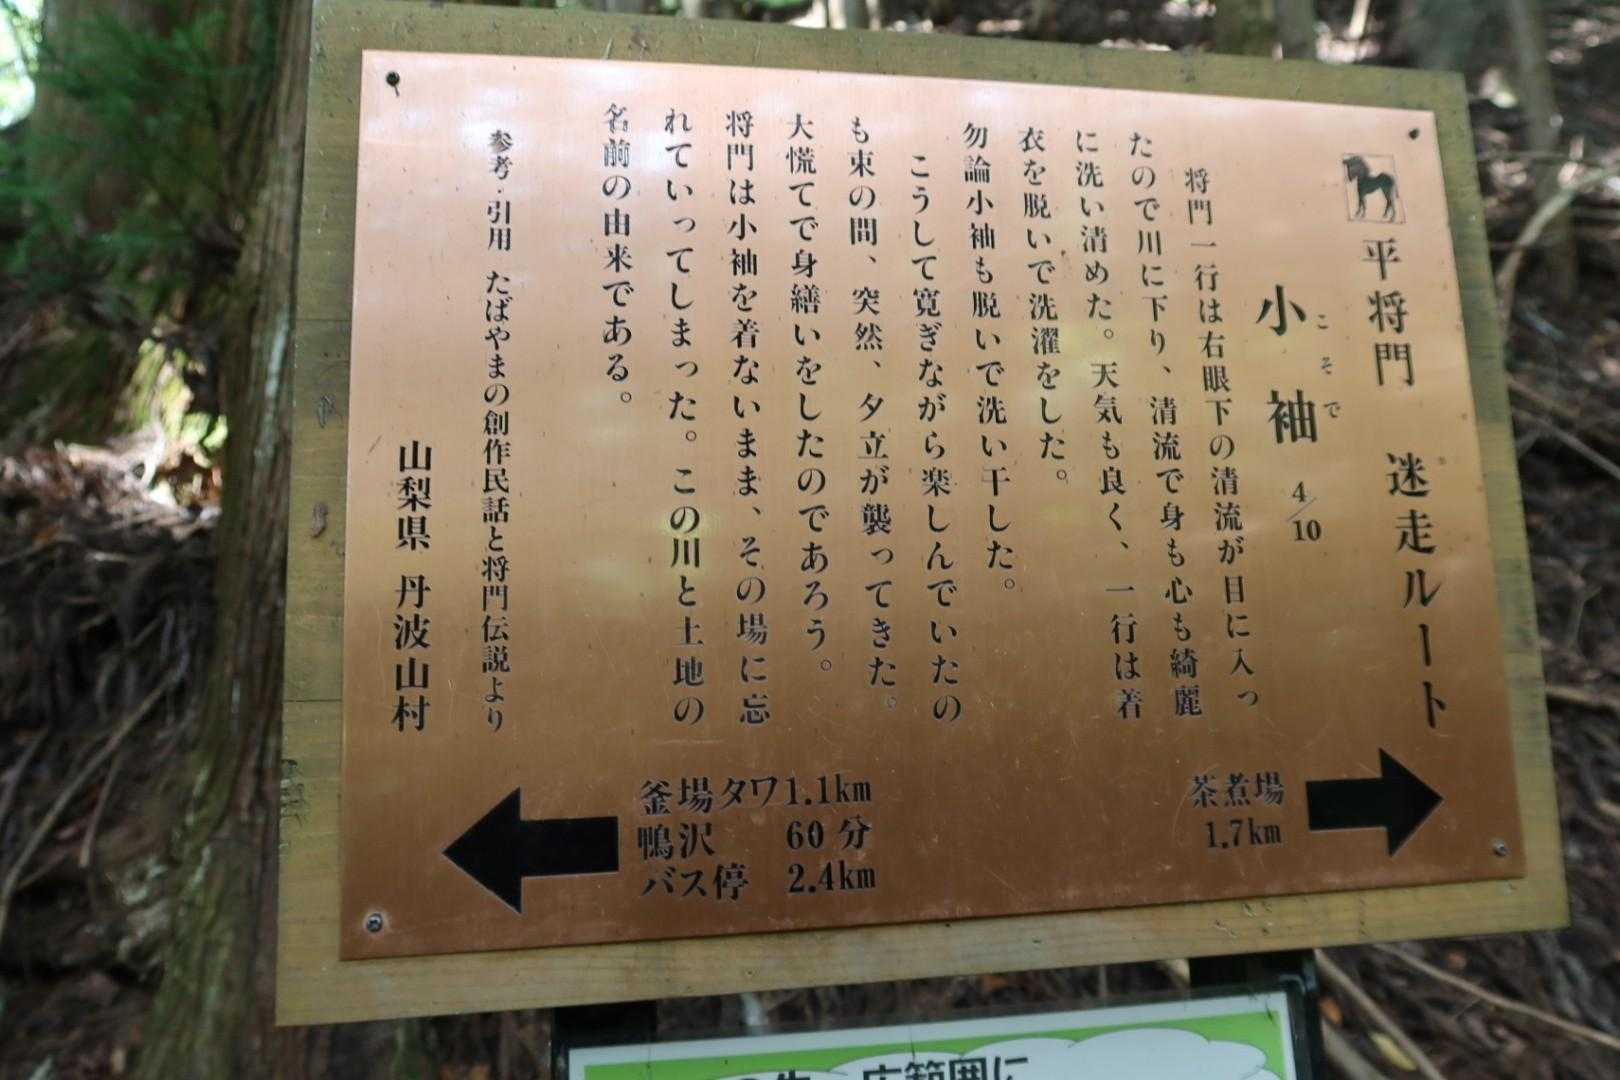 平将門　迷走ルート
こそで
小袖 4/10
将門一行は右眼下の清流が目に入っ
たので川に下り、清流で身も心も綺麗
に洗い清めた。天気も良く、一行は着
衣を脱いで洗濯をした。
勿論小袖も脱いで洗い干した。
こうして寛ぎながら楽しんでいたの
も束の間、突然、夕立が襲ってきた。
大慌てで身繕いをしたのであろう。
将門は小袖を着ないまま、その場に忘
れていってしまった。この川と土地の
名前の由来である。
参考・引用　たばやまの創作民話と将門伝説より
山梨県　丹波山村
茶煮場
1.7km
釜場タワ1.1km
鴨沢　60分
バス停　2.4km
広範囲に